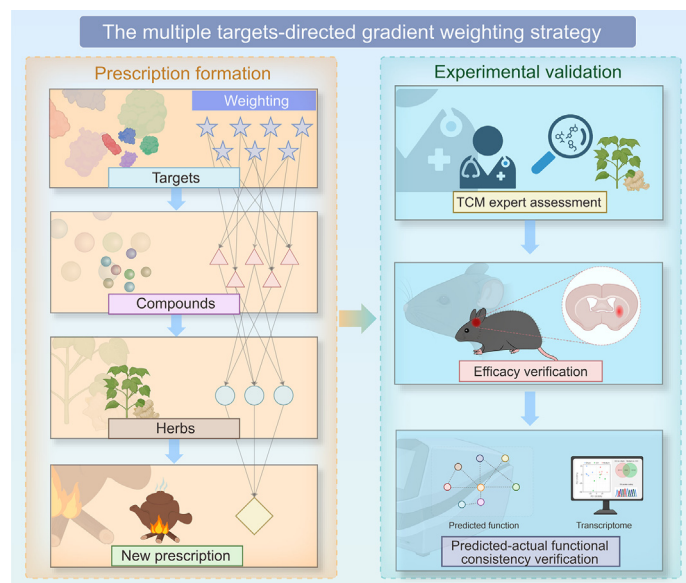 The multiple targets-directed gradient weighting strategy
Prescription formation
Weighting
Targets
Compounds
Herbs
New prescription
Experimental validation
TCM expert assessment
Efficacy verification
Predicted function
Transcriptome
Predicted-actual functional
consistency verification